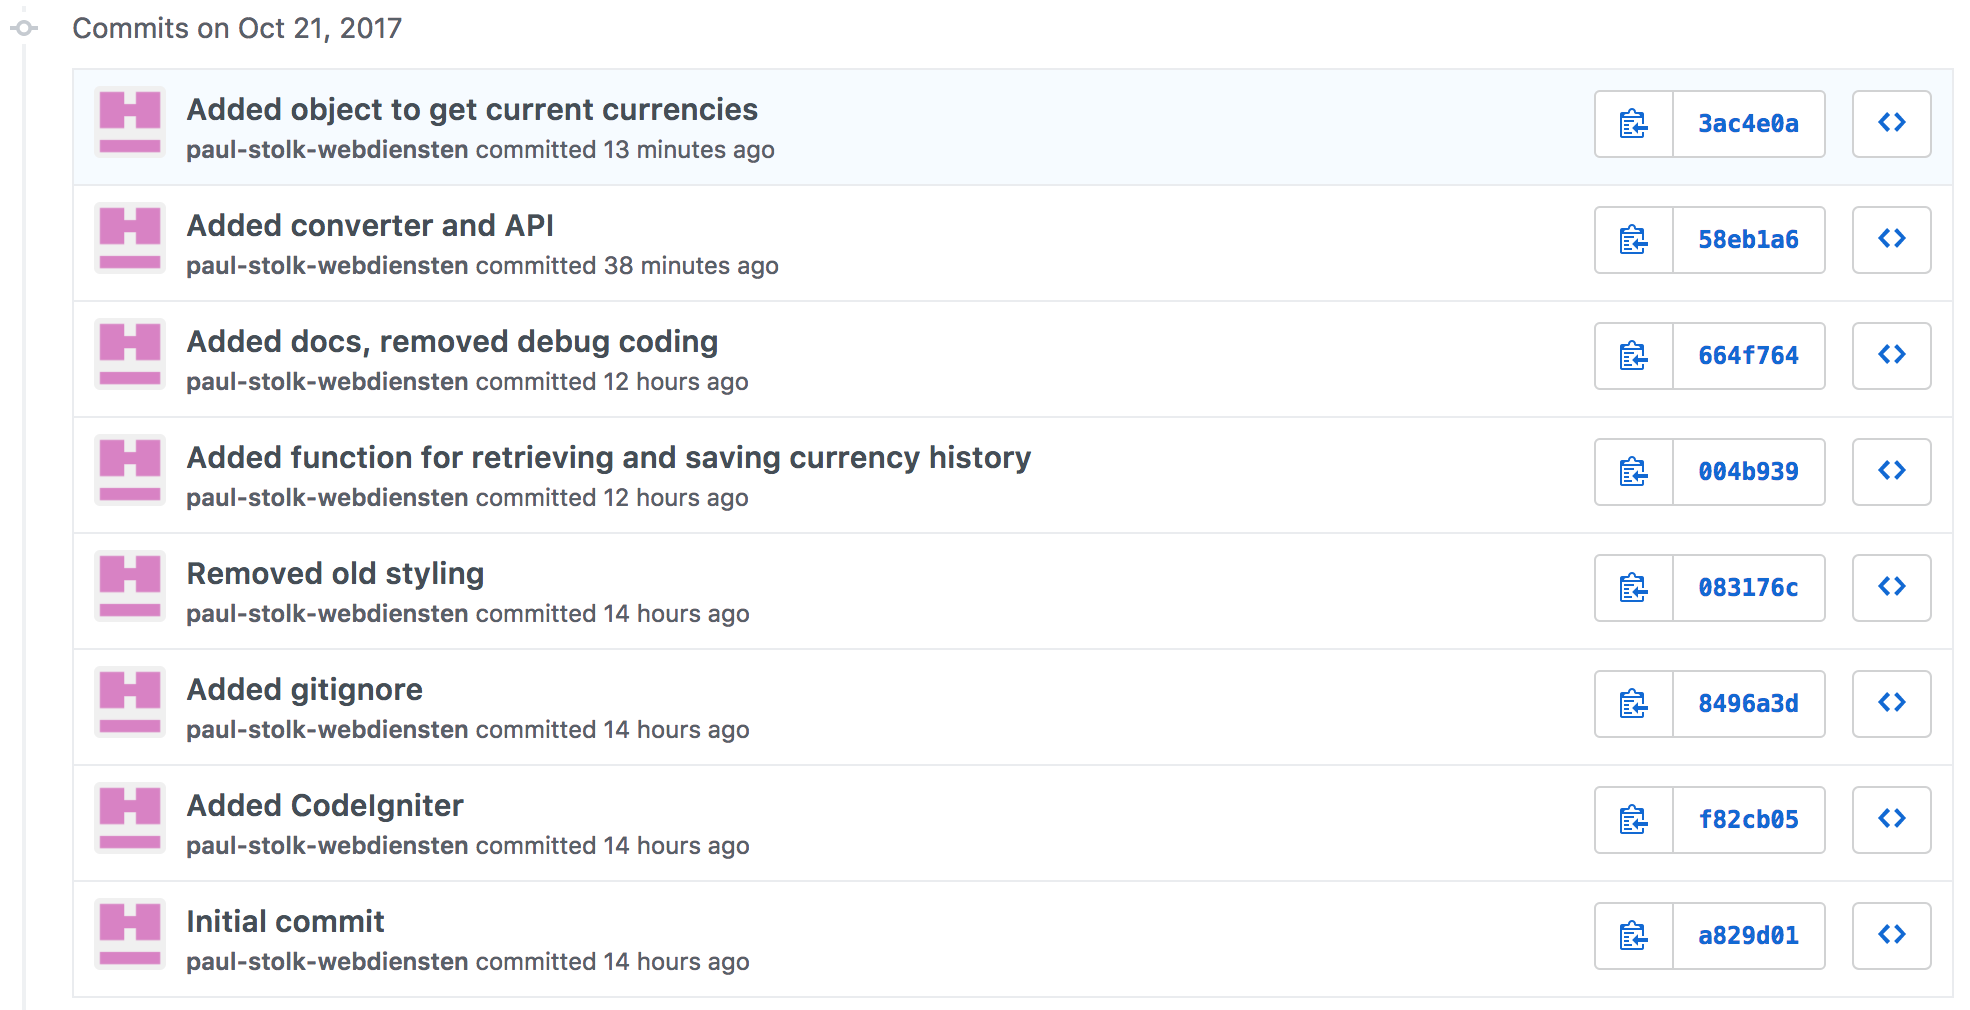 Commits on Oct 21, 2017
Added object to get current currencies
paul-stolk-webdiensten committed 13 minutes ago
3ac4e0a
Added converter and API
paul-stolk-webdiensten committed 38 minutes ago
58eb1a6
Added docs, removed debug coding
paul-stolk-webdiensten committed 12 hours ago
664f764
Added function for retrieving and saving currency history
paul-stolk-webdiensten committed 12 hours ago
004b939
Removed old styling
paul-stolk-webdiensten committed 14 hours ago
083176c
Added gitignore
paul-stolk-webdiensten committed 14 hours ago
8496a3d
Added CodeIgniter
paul-stolk-webdiensten committed 14 hours ago
f82cb05
Initial commit
paul-stolk-webdiensten committed 14 hours ago
a829d01